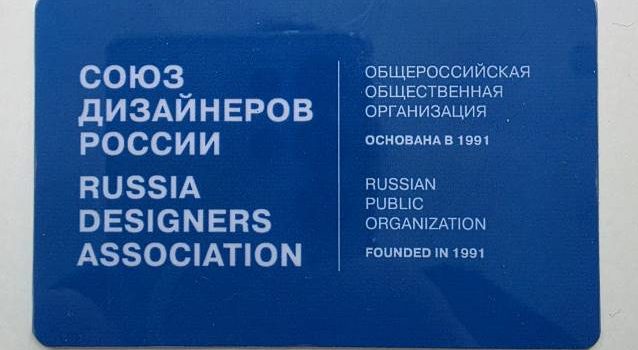 СОЮЗ
ДИЗАЙНЕРОВ
РОССИИ
RUSSIA
DESIGNERS
ASSOCIATION
ОБЩЕРОССИЙСКАЯ
ОБЩЕСТВЕННАЯ
ОРГАНИЗАЦИЯ
ОСНОВАНА В 1991
RUSSIAN
PUBLIC
ORGANIZATION
FOUNDED IN 1991